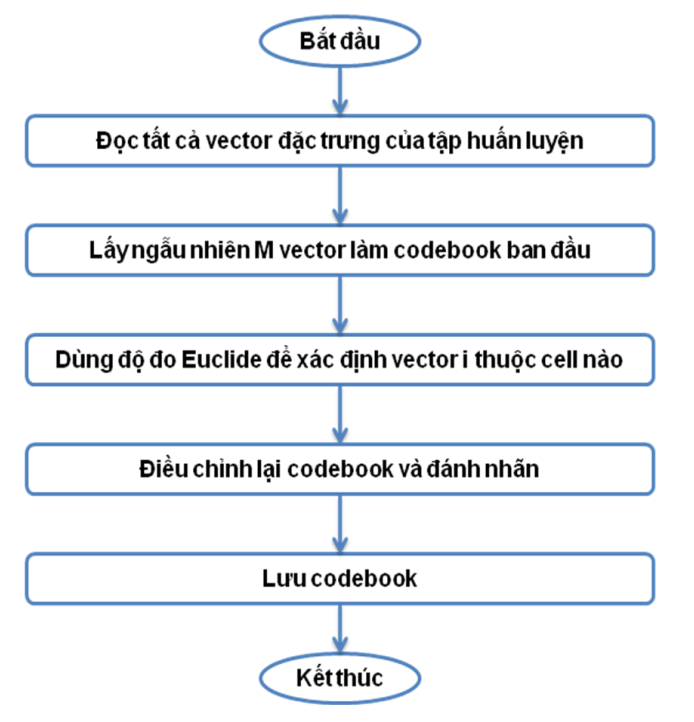 Bắt đầu
Đọc tất cả vector đặc trưng của tập huấn luyện
Lấy ngẫu nhiên M vector làm codebook ban đầu
Dùng độ đo Euclide để xác định vector i thuộc cell nào
Điều chỉnh lại codebook và đánh nhãn
Lưu codebook
Kết thúc